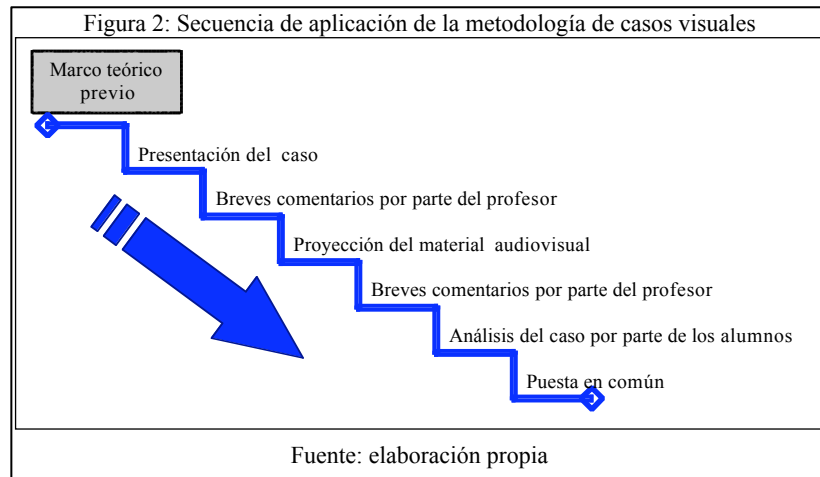 Figura 2: Secuencia de aplicación de la metodología de casos visuales
Marco teórico
previo
Presentación del caso
Breves comentarios por parte del profesor
Proyección del material audiovisual
Breves comentarios por parte del profesor
Análisis del caso por parte de los alumnos
Puesta en común
Fuente: elaboración propia